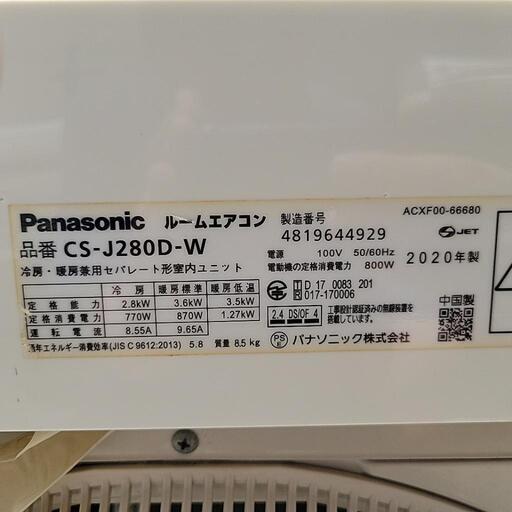 ACXF00-66680
Panasonic ルームエアコン
製造番号
4819644929
JET
品番 CS-J280D-W
電源 100V 50/60Hz
電動機の定格消費電力 800W
2020年製
冷房・暖房兼用セパレート形室内ユニット
冷房 暖房標準 暖房低温
定格能力 2.8kW 3.6kW 3.5kW
定格消費電力 770W 870W 1.27kW
運転電流 8.55A 9.65A
年エネルギー消費効率(JIS C 9612:2013) 5.8 質量 8.5kg
D 17 0083 201
017-170006
中国製
2.4 DS/OF 4
工事設計認証済みの無線装置を搭載しています。
PSE パナソニック株式会社